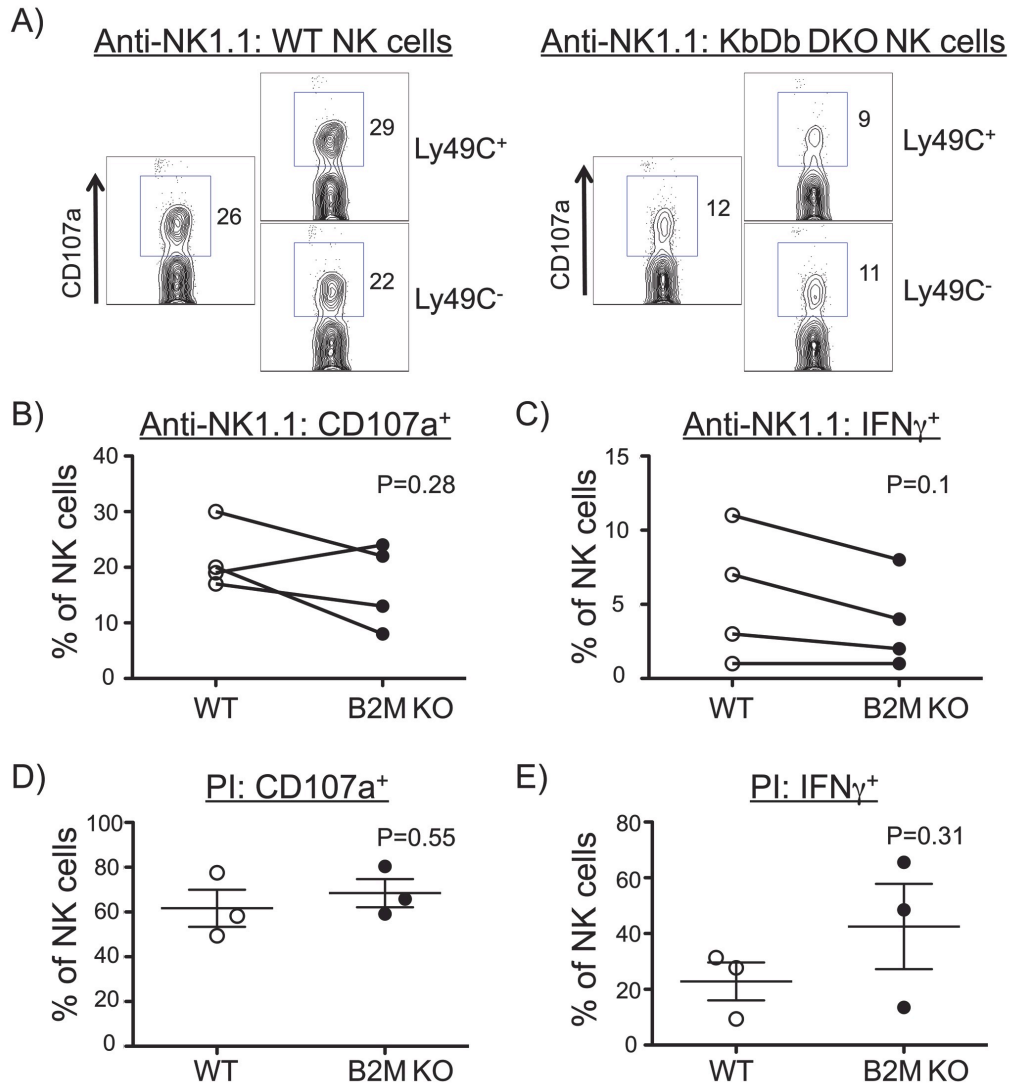 A)
Anti-NK1.1: WT NK cells
Anti-NK1.1: KbDb DKO NK cells
CD107a
26
29
Ly49C⁺
22
Ly49C⁻
CD107a
12
9
Ly49C⁺
11
Ly49C⁻
B)
Anti-NK1.1: CD107a⁺
P=0.28
% of NK cells
40
30
20
10
0
WT
B2M KO
C)
Anti-NK1.1: IFNγ⁺
P=0.1
% of NK cells
15
10
5
0
WT
B2M KO
D)
PI: CD107a⁺
P=0.55
% of NK cells
100
80
60
40
20
0
WT
B2M KO
E)
PI: IFNγ⁺
P=0.31
% of NK cells
80
60
40
20
0
WT
B2M KO